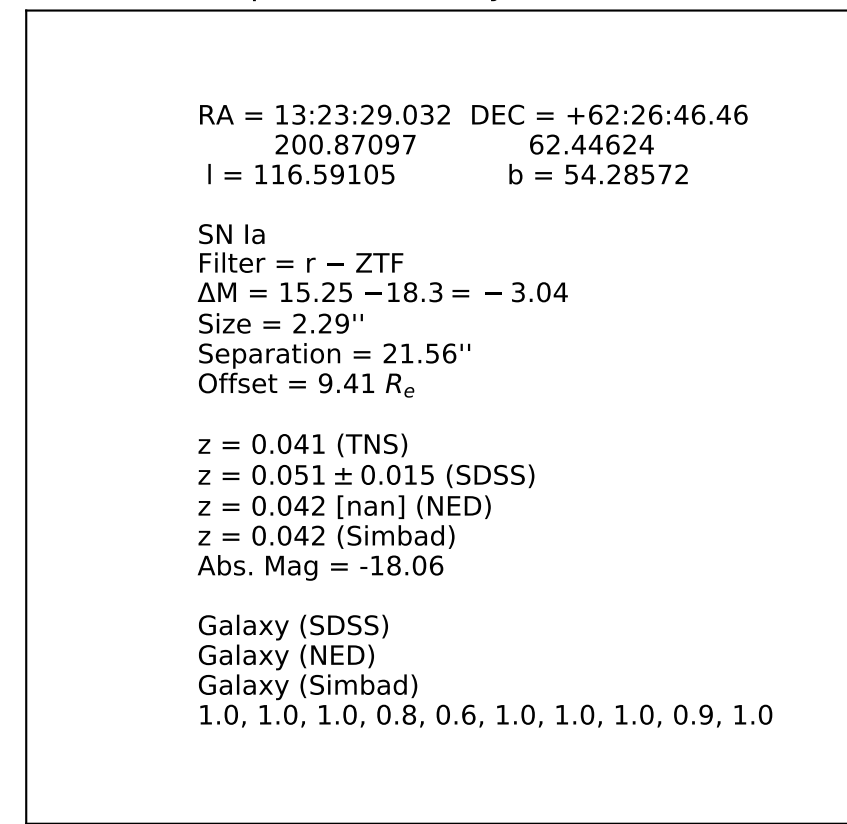 RA = 13:23:29.032 DEC = +62:26:46.46
200.87097 62.44624
l = 116.59105 b = 54.28572
SN Ia
Filter = r − ZTF
ΔM = 15.25 −18.3 = − 3.04
Size = 2.29''
Separation = 21.56''
Offset = 9.41 Rₑ
z = 0.041 (TNS)
z = 0.051 ± 0.015 (SDSS)
z = 0.042 [nan] (NED)
z = 0.042 (Simbad)
Abs. Mag = -18.06
Galaxy (SDSS)
Galaxy (NED)
Galaxy (Simbad)
1.0, 1.0, 1.0, 0.8, 0.6, 1.0, 1.0, 1.0, 0.9, 1.0